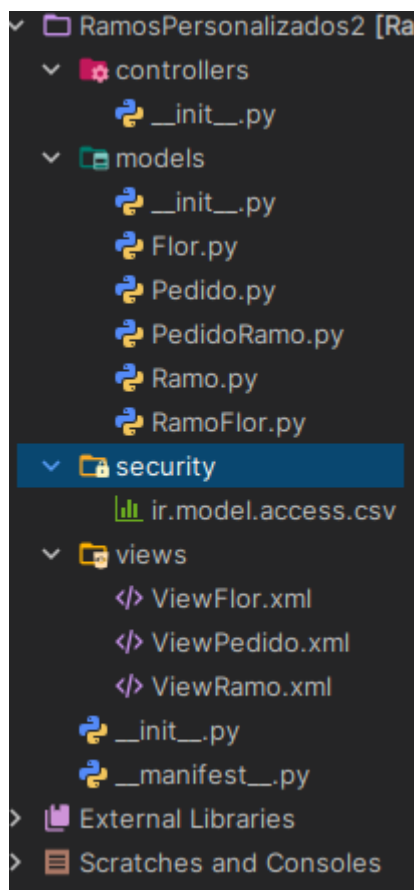 RamosPersonalizados2 [Ra
controllers
__init__.py
models
__init__.py
Flor.py
Pedido.py
PedidoRamo.py
Ramo.py
RamoFlor.py
security
ir.model.access.csv
views
ViewFlor.xml
ViewPedido.xml
ViewRamo.xml
__init__.py
__manifest__.py
External Libraries
Scratches and Consoles